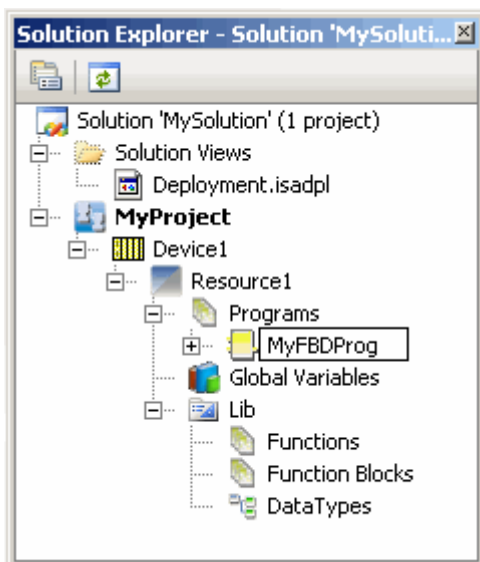 Solution Explorer - Solution 'MySoluti...
Solution 'MySolution' (1 project)
Solution Views
Deployment.isadpl
MyProject
Device1
Resource1
Programs
MyFBDProg
Global Variables
Lib
Functions
Function Blocks
DataTypes